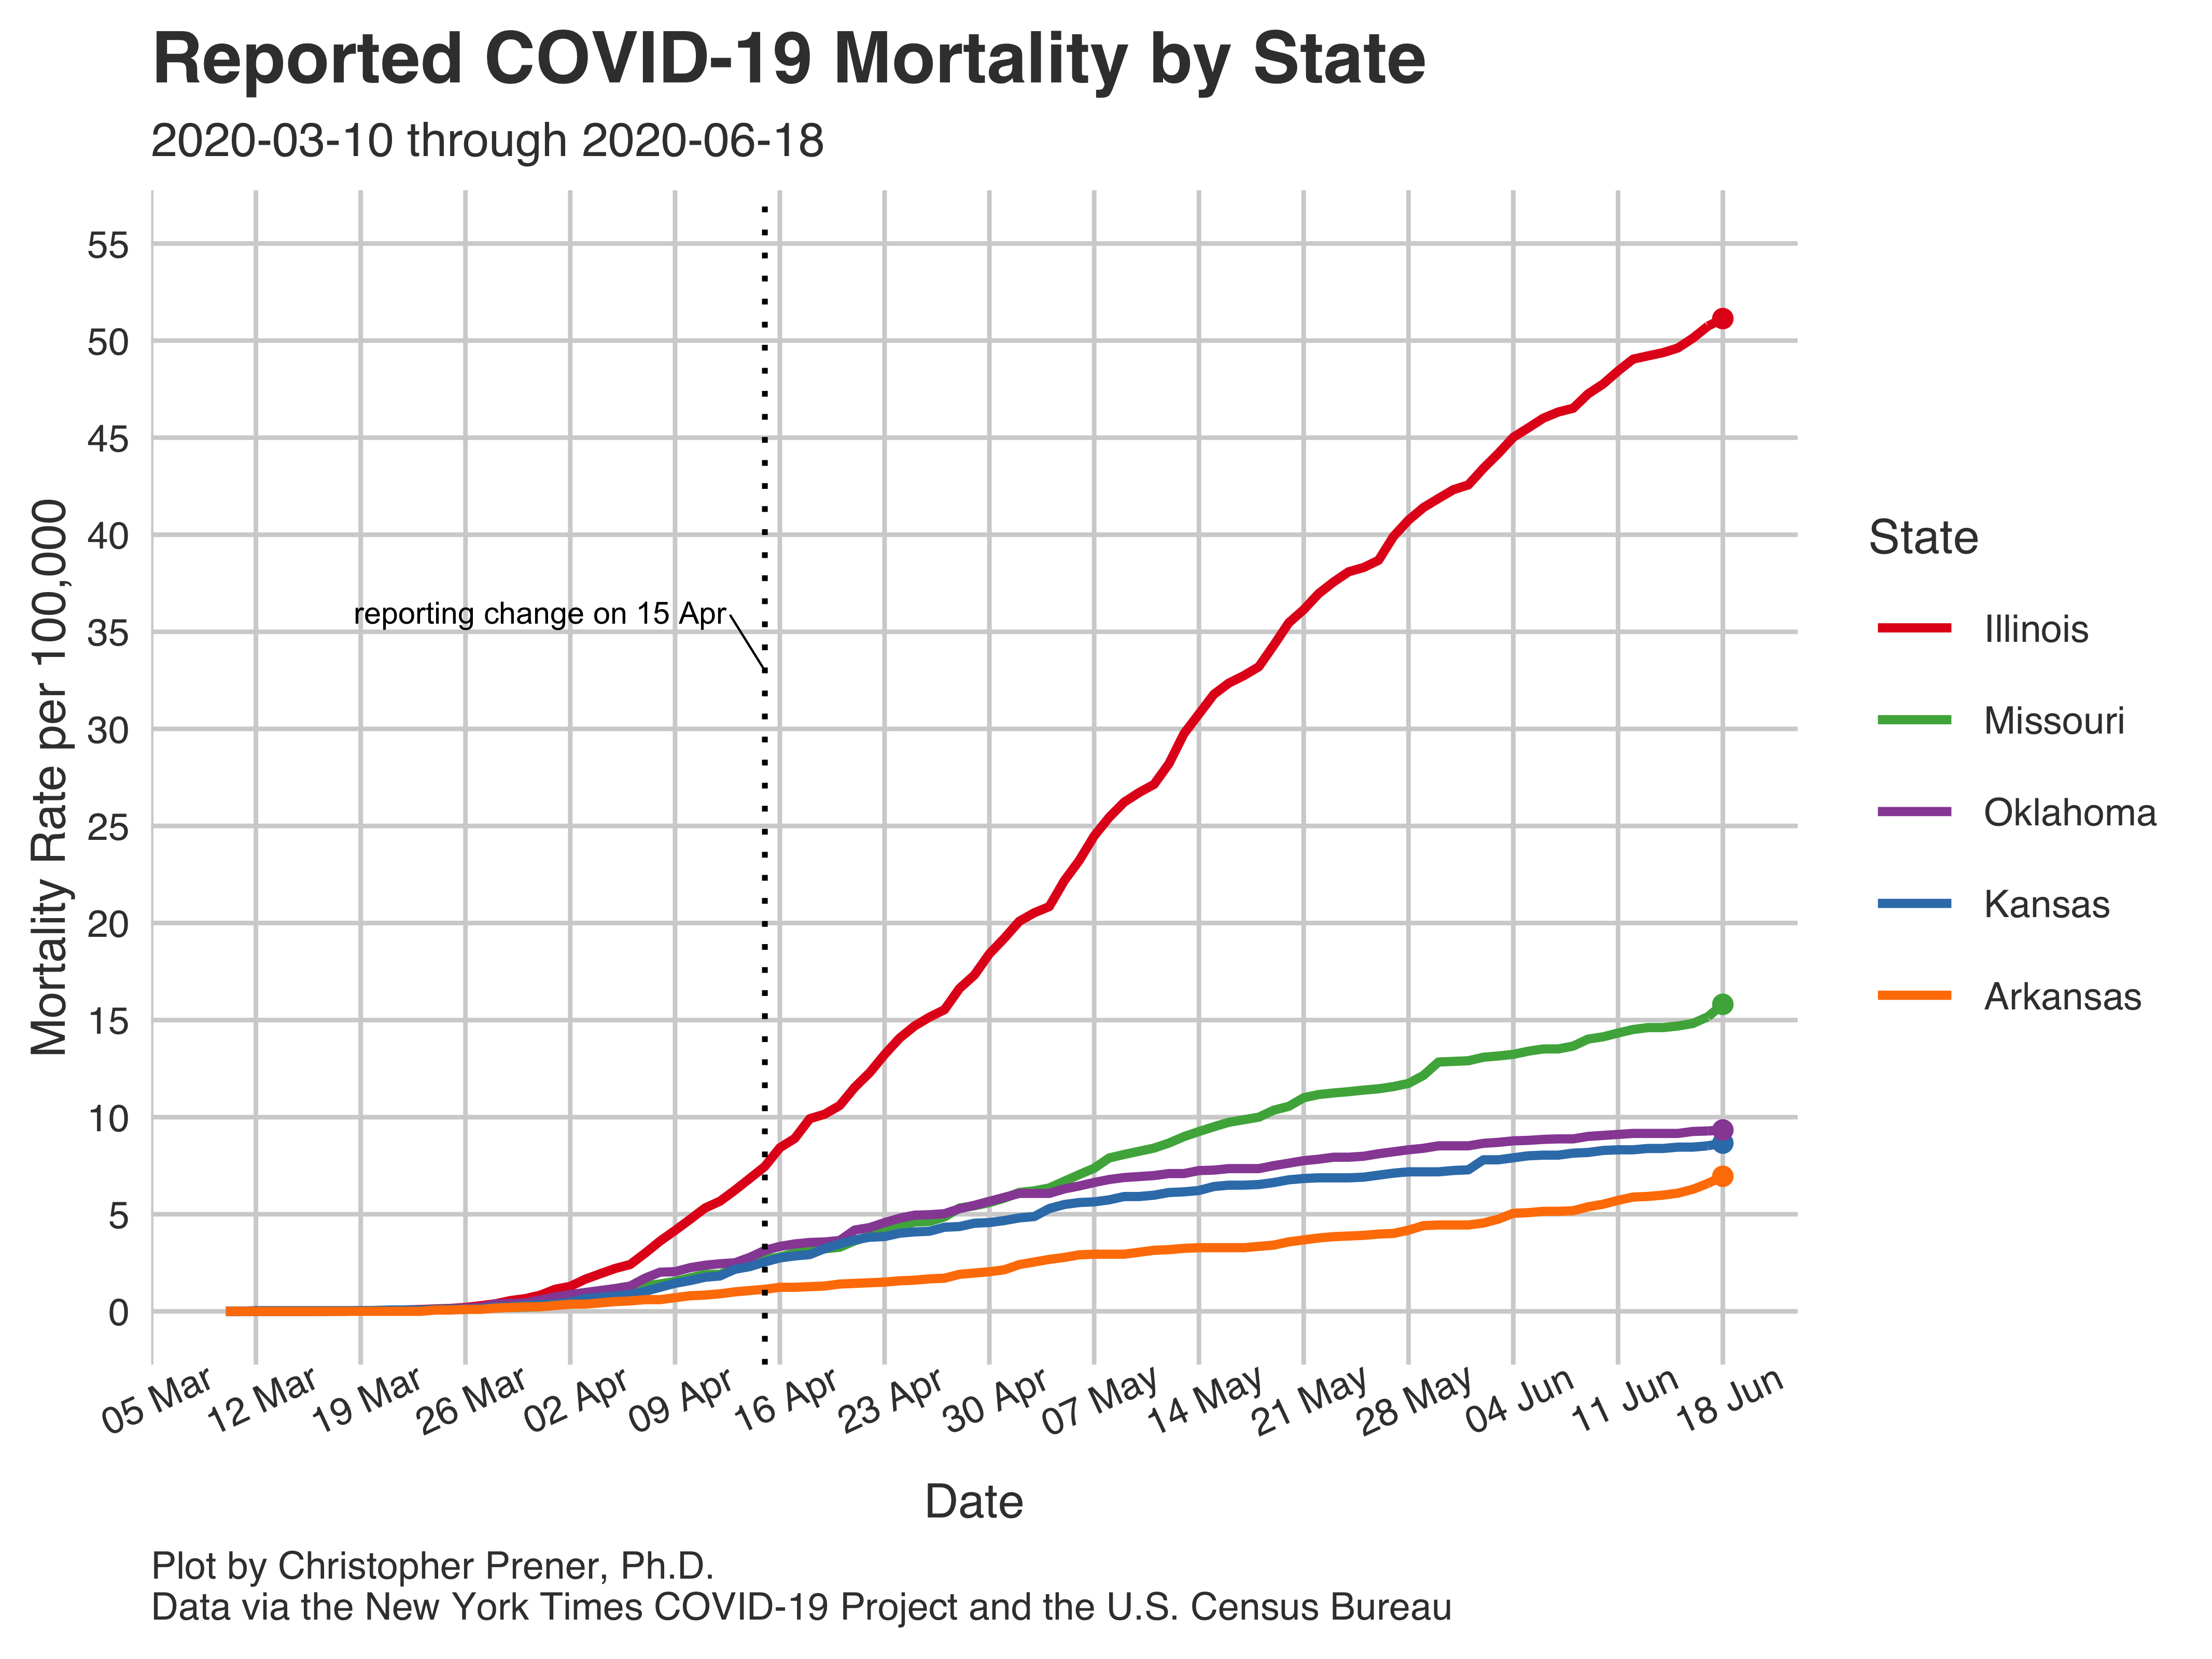 Reported COVID-19 Mortality by State
2020-03-10 through 2020-06-18
Mortality Rate per 100,000
55
50
45
40
35
30
25
20
15
10
5
0
reporting change on 15 Apr
State
Illinois
Missouri
Oklahoma
Kansas
Arkansas
05 Mar
12 Mar
19 Mar
26 Mar
02 Apr
09 Apr
16 Apr
23 Apr
30 Apr
07 May
14 May
21 May
28 May
04 Jun
11 Jun
18 Jun
Date
Plot by Christopher Prener, Ph.D.
Data via the New York Times COVID-19 Project and the U.S. Census Bureau